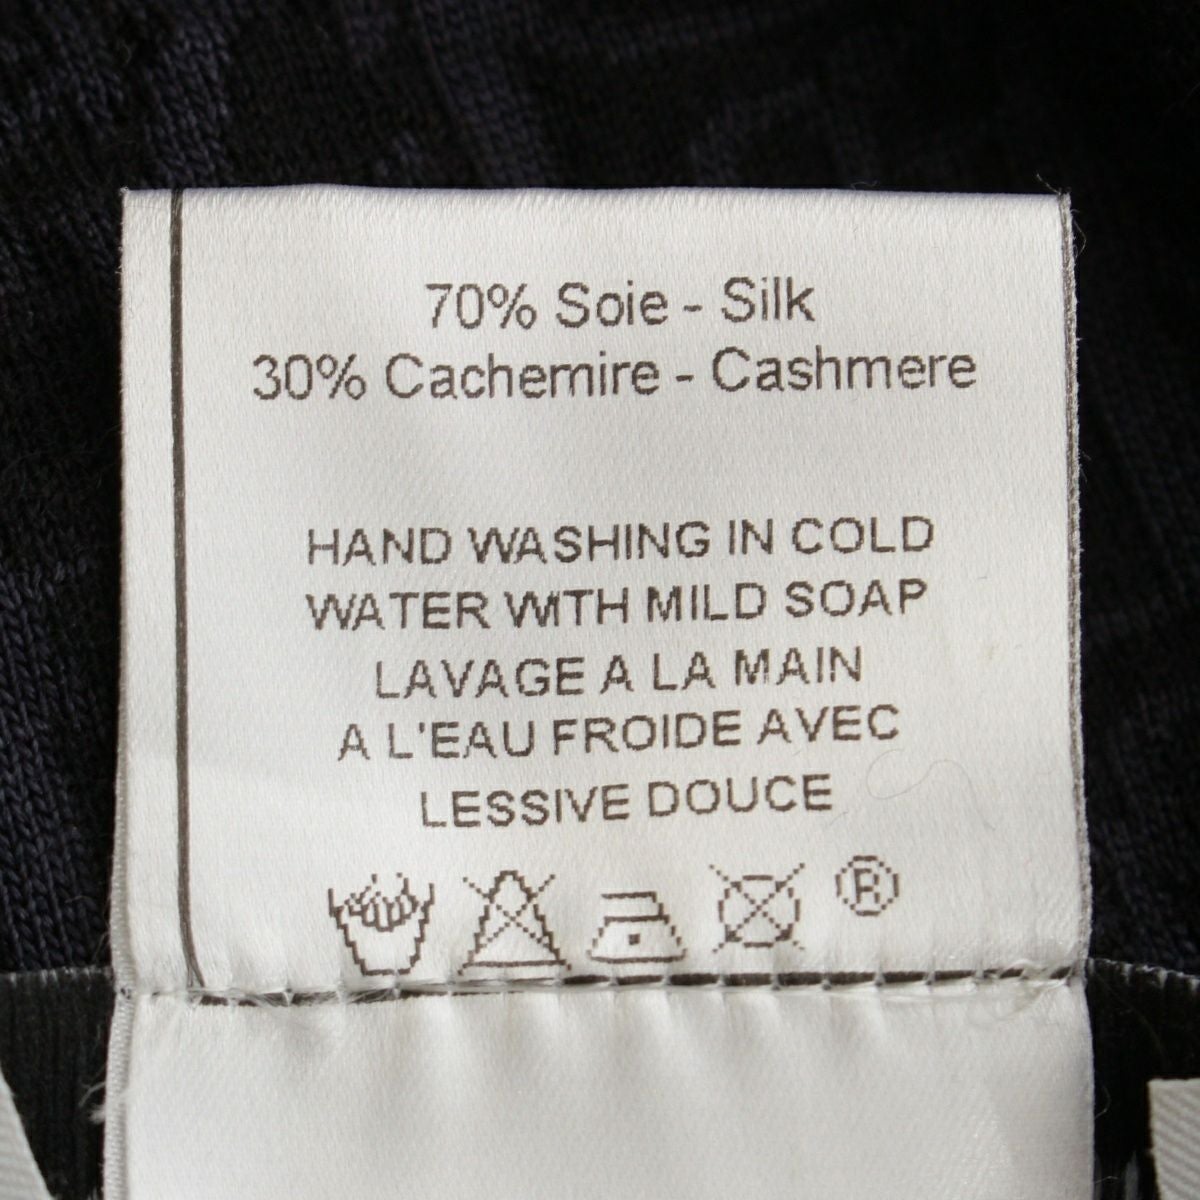 70% Soie - Silk
30% Cachemire - Cashmere
HAND WASHING IN COLD
WATER WITH MILD SOAP
LAVAGE A LA MAIN
A L'EAU FROIDE AVEC
LESSIVE DOUCE
®